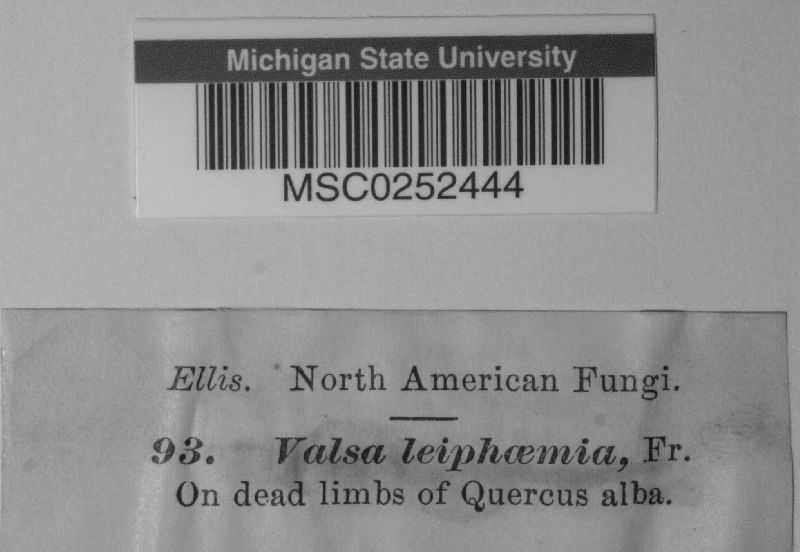 Michigan State University
MSC0252444
Ellis. North American Fungi.
93. Valsa leiphœmia, Fr.
On dead limbs of Quercus alba.